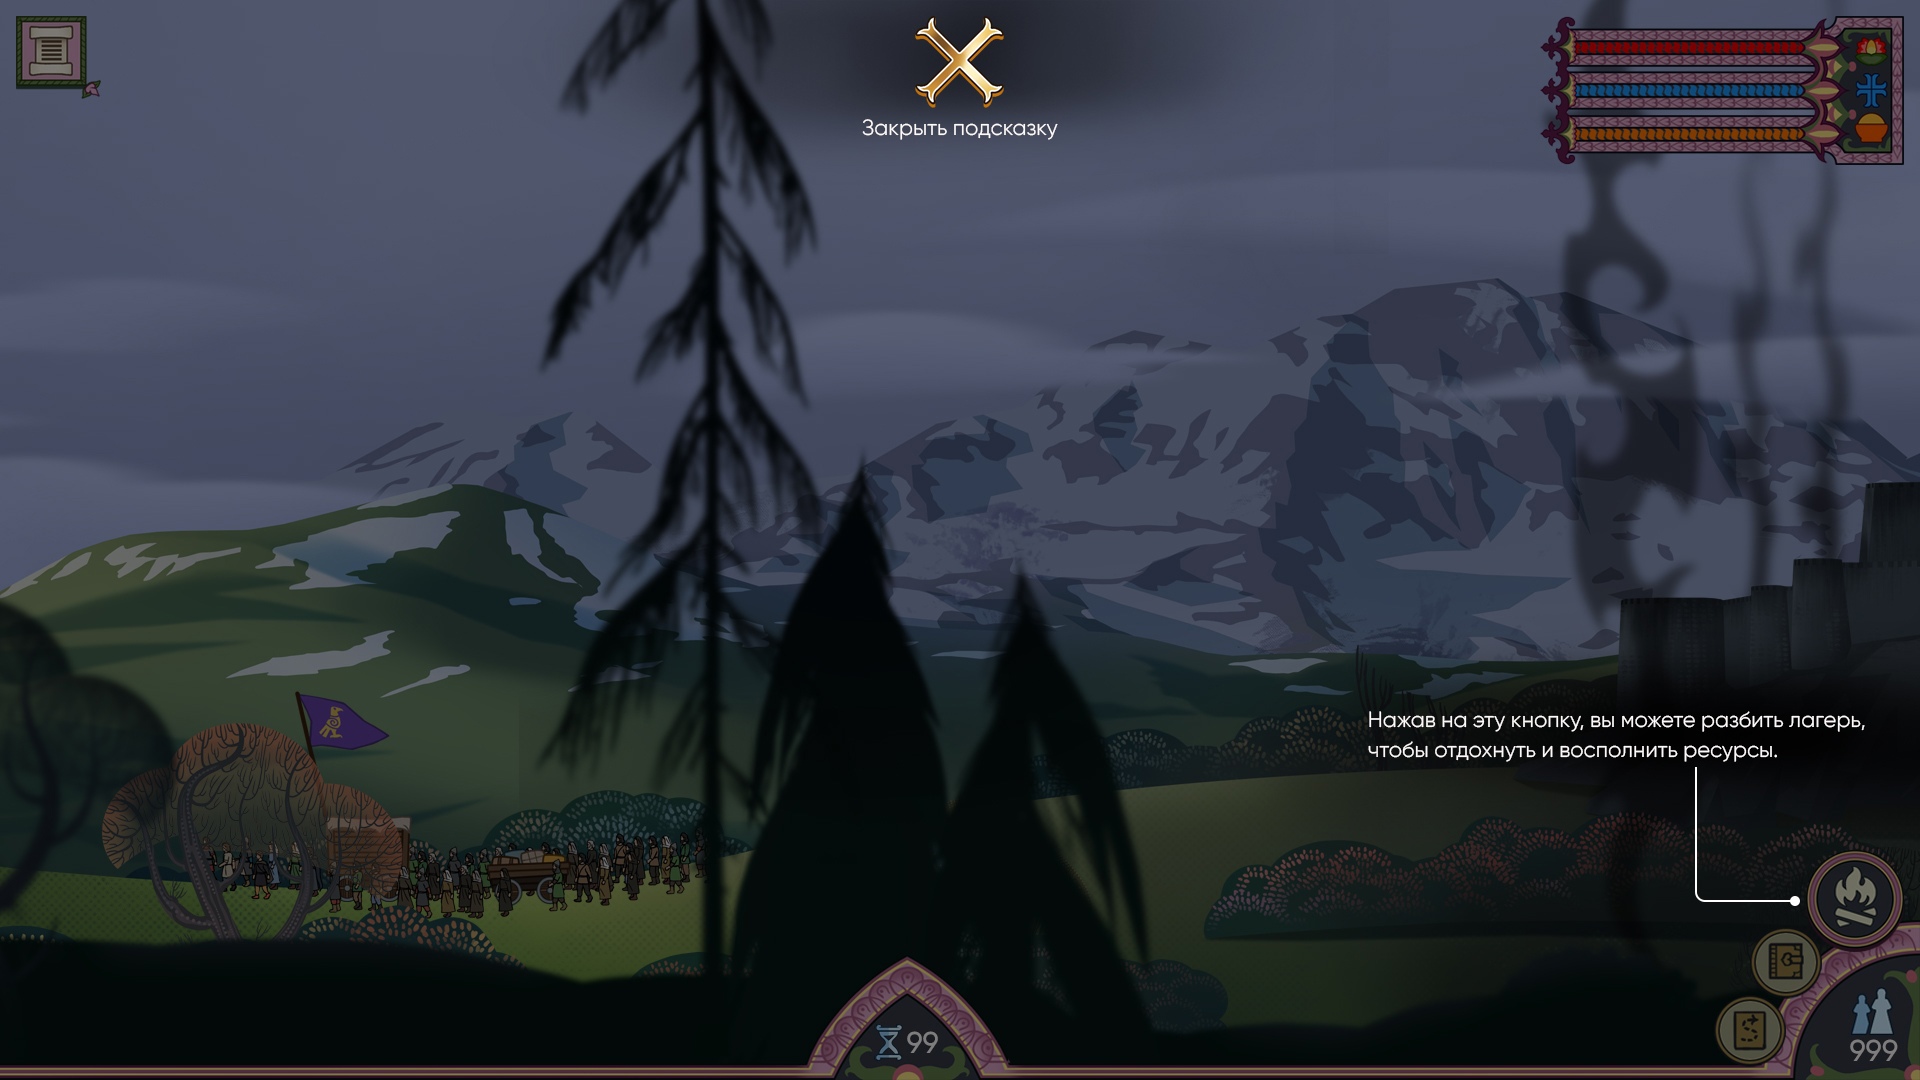 Закрыть подсказку
Нажав на эту кнопку, вы можете разбить лагерь,
чтобы отдохнуть и восполнить ресурсы.
99
999